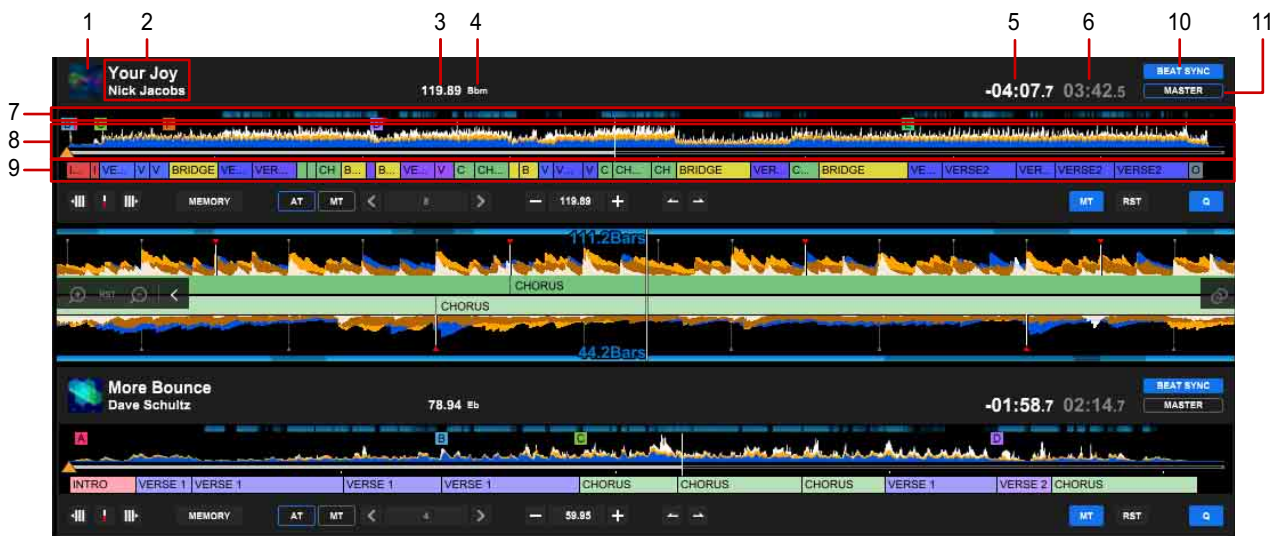 1 2 3 4 5 6 10 11
Your Joy
Nick Jacobs
119.89 Bbm
-04:07.7 03:42.5
BEAT SYNC
MASTER
7
8
9
I... I VE... V V BRIDGE VE... VER... CH B... B... VE... V C CH... B V V... V C CH... CH BRIDGE VER... C... BRIDGE VE... VERSE2 VER... VERSE2 VERSE2 O
MEMORY AT MT 8 119.89 MT RST Q
111.2Bars
CHORUS
RST
CHORUS
44.2Bars
More Bounce
Dave Schultz
78.94 Eb
-01:58.7 02:14.7
BEAT SYNC
MASTER
A B C D
INTRO VERSE 1 VERSE 1 VERSE 1 VERSE 1 CHORUS CHORUS CHORUS VERSE 1 VERSE 2 CHORUS
MEMORY AT MT 4 59.95 MT RST Q